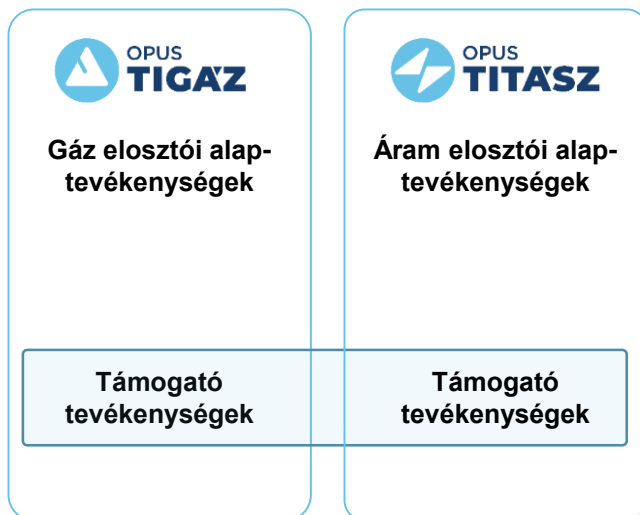 OPUS
TIGÁZ
Gáz elosztói alap-
tevékenységek
Támogató
tevékenységek
OPUS
TITÁSZ
Áram elosztói alap-
tevékenységek
Támogató
tevékenységek